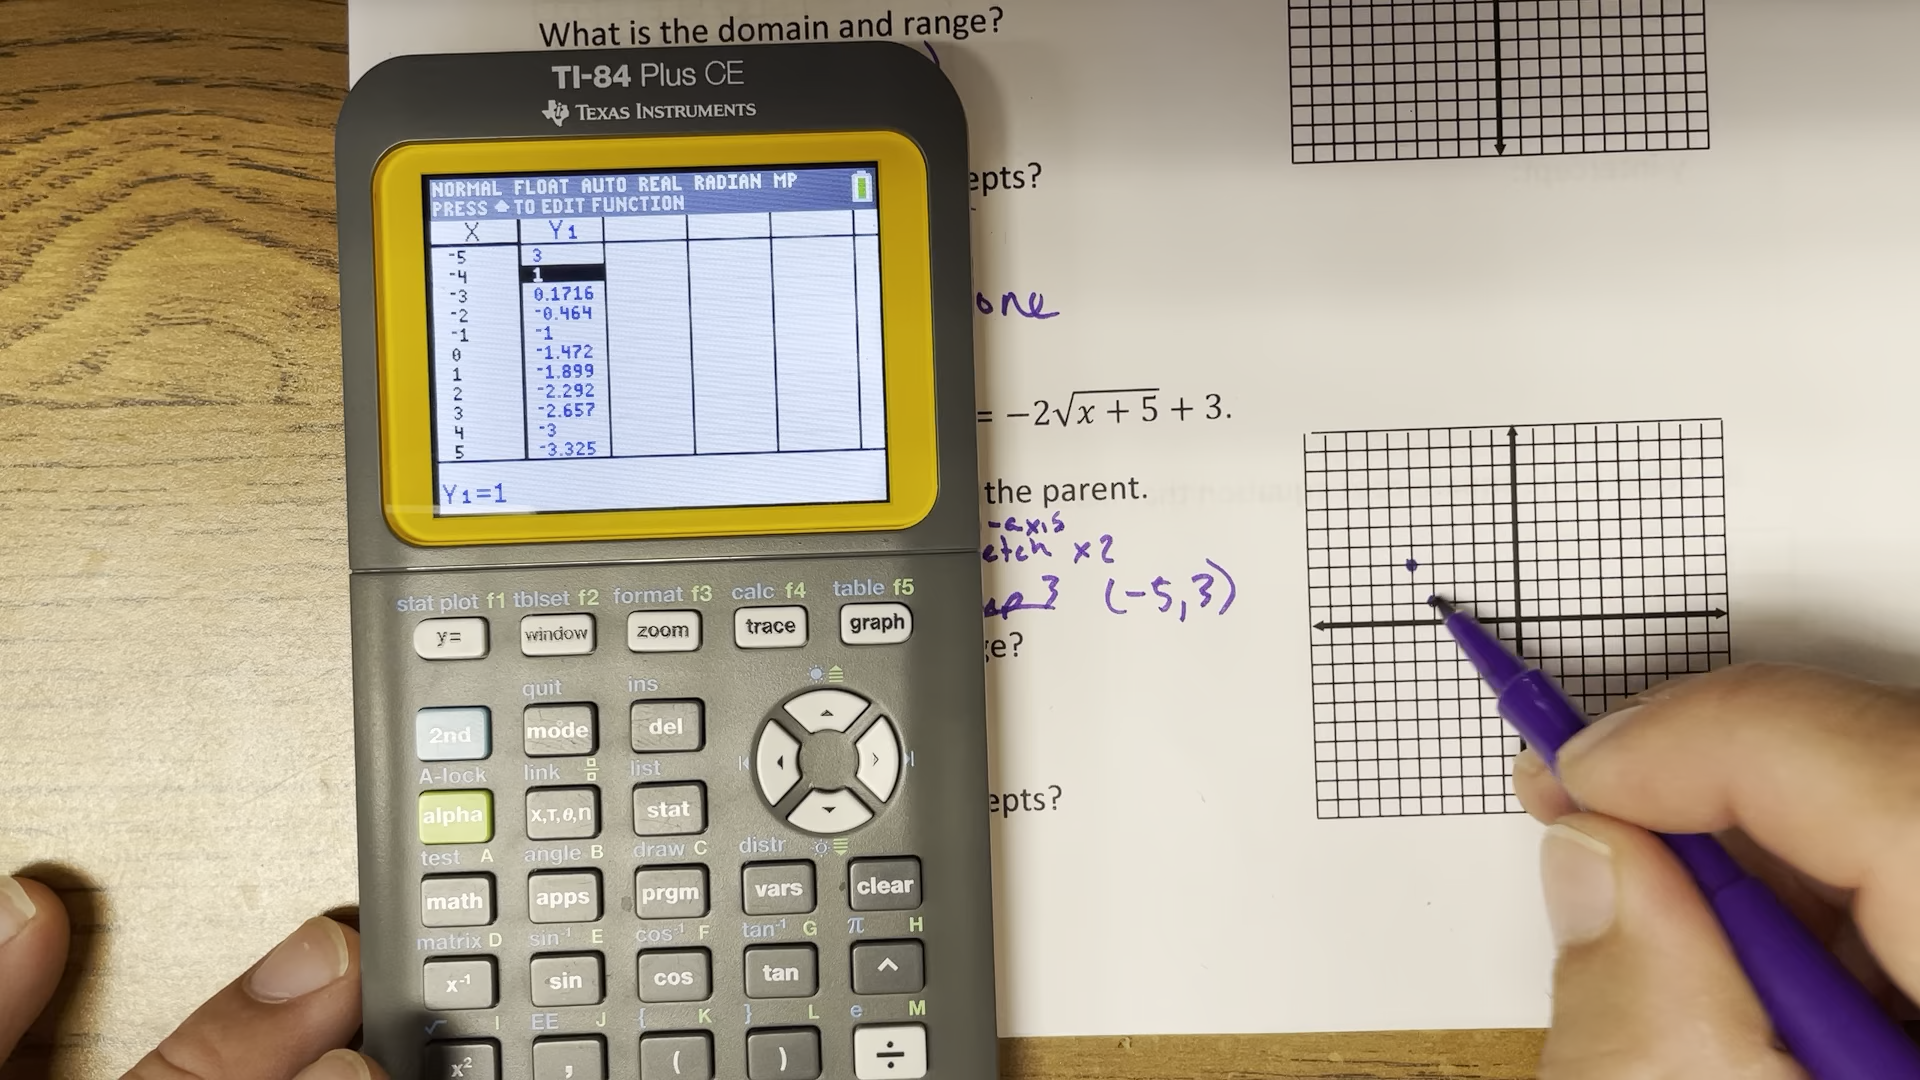 What is the domain and range?
TI-84 Plus CE
TEXAS INSTRUMENTS
NORMAL FLOAT AUTO REAL RADIAN MP
PRESS TO EDIT FUNCTION
X Y1
-5 3
-4 1
-3 0.1716
-2 -0.464
-1 -1
0 -1.472
1 -1.899
2 -2.292
3 -2.657
4 -3
5 -3.325
Y1=1
epts?
one
= −2√x + 5 + 3.
the parent.
-axis
etch x2
up 3 (-5,3)
ge?
epts?
stat plot f1 tblset f2 format f3 calc f4 table f5
y= window zoom trace graph
quit ins
2nd mode del
A-lock link list
alpha X,T,θ,n stat
test A angle B draw C distr
math apps prgm vars clear
matrix D sin-1 E cos-1 F tan-1 G π H
x-1 sin cos tan ^
√ I EE J { K } L e M
x2 , ( ) ÷